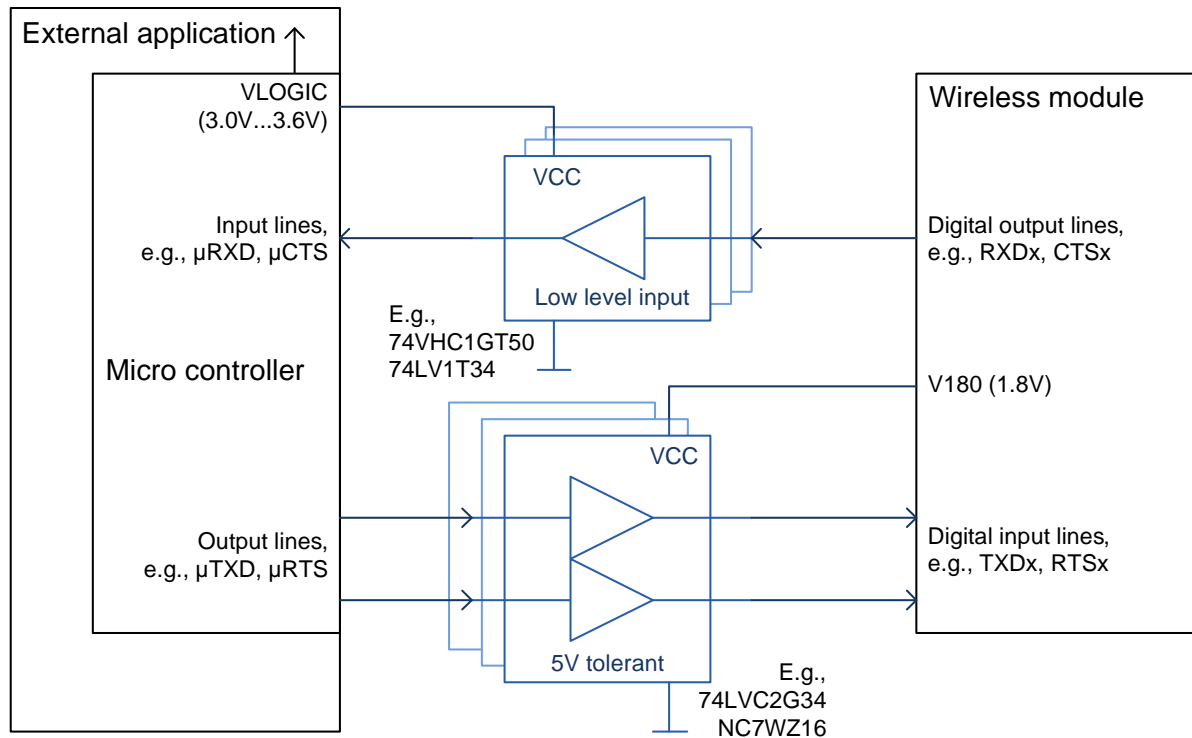 External application
VLOGIC
(3.0V...3.6V)
Wireless module
VCC
Input lines,
e.g., µRXD, µCTS
Digital output lines,
e.g., RXDx, CTSx
Low level input
E.g.,
74VHC1GT50
74LV1T34
Micro controller
V180 (1.8V)
VCC
Output lines,
e.g., µTXD, µRTS
Digital input lines,
e.g., TXDx, RTSx
5V tolerant
E.g.,
74LVC2G34
NC7WZ16